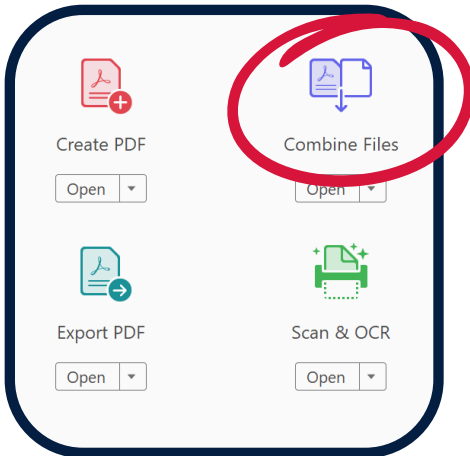 Create PDF
Combine Files
Open
Open
Export PDF
Scan & OCR
Open
Open